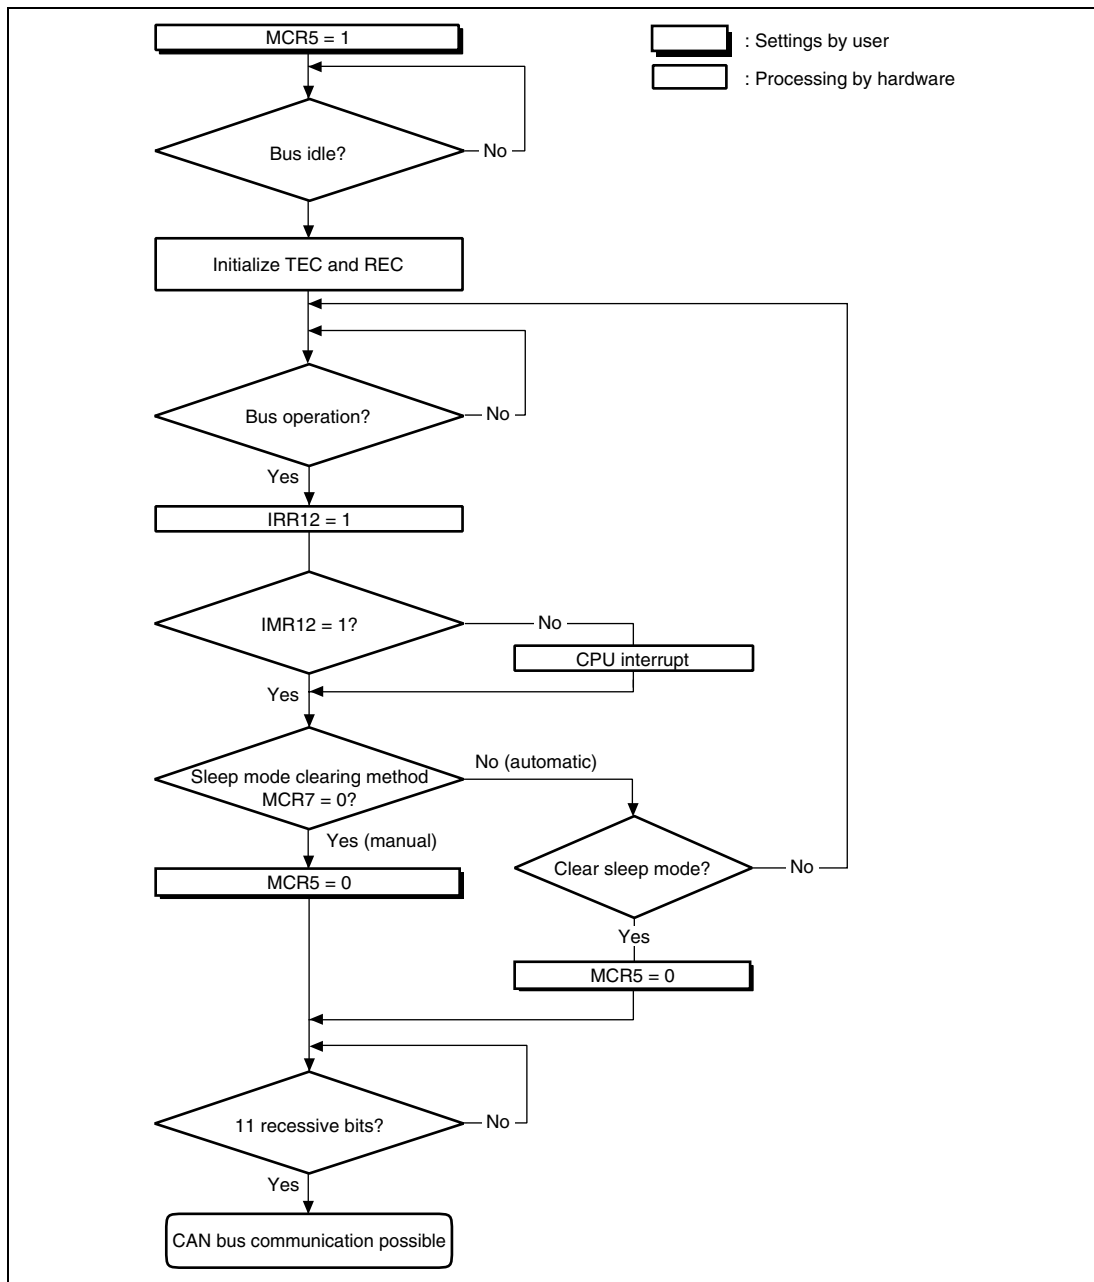 MCR5 = 1
: Settings by user
: Processing by hardware
Bus idle?
No
Initialize TEC and REC
Bus operation?
No
Yes
IRR12 = 1
IMR12 = 1?
No
CPU interrupt
Yes
Sleep mode clearing method
MCR7 = 0?
No (automatic)
Yes (manual)
Clear sleep mode?
No
MCR5 = 0
Yes
MCR5 = 0
11 recessive bits?
No
Yes
CAN bus communication possible